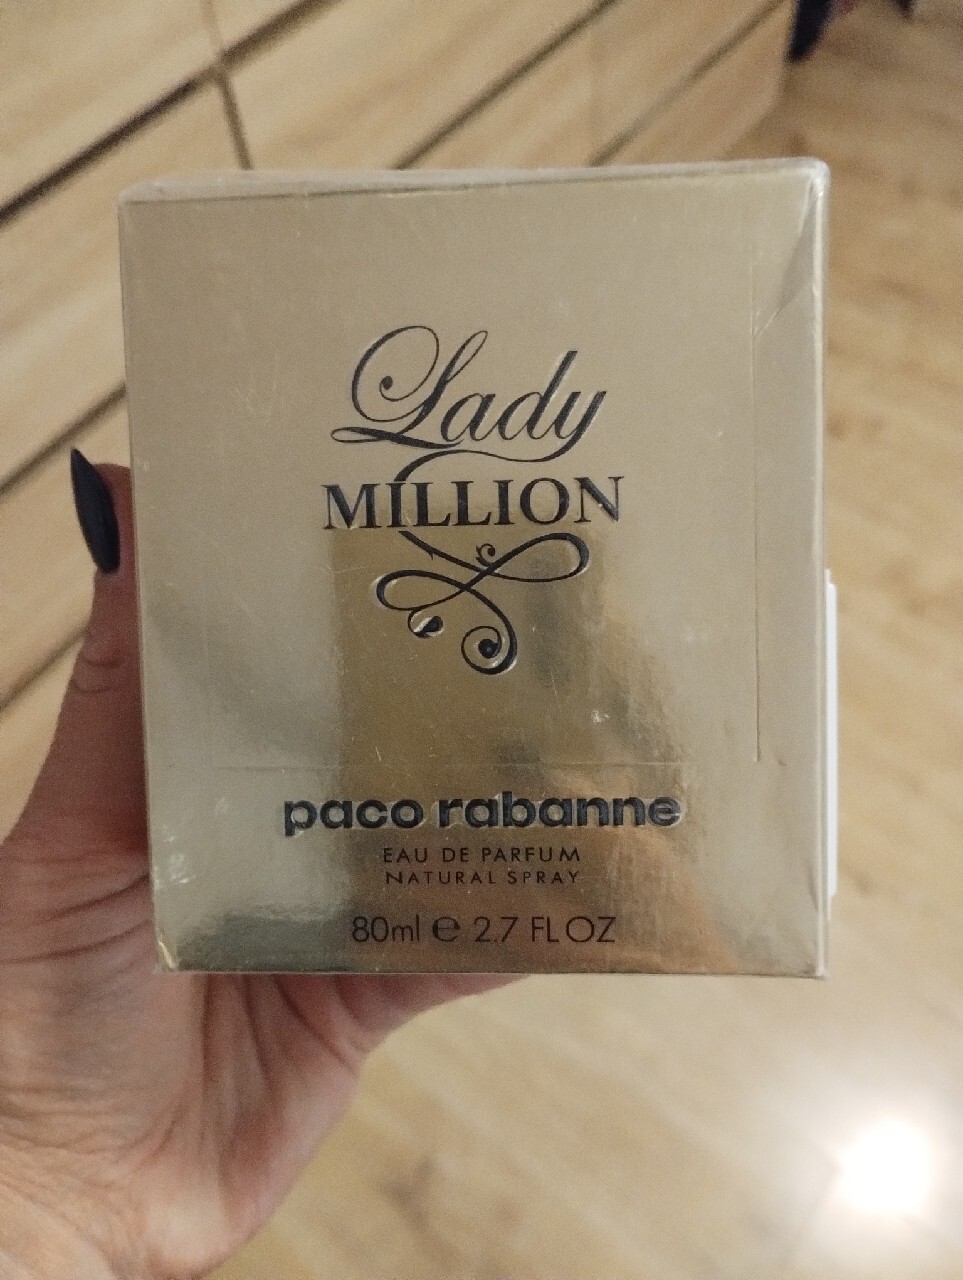 Lady
MILLION
paco rabanne
EAU DE PARFUM
NATURAL SPRAY
80ml e 2.7 FL OZ